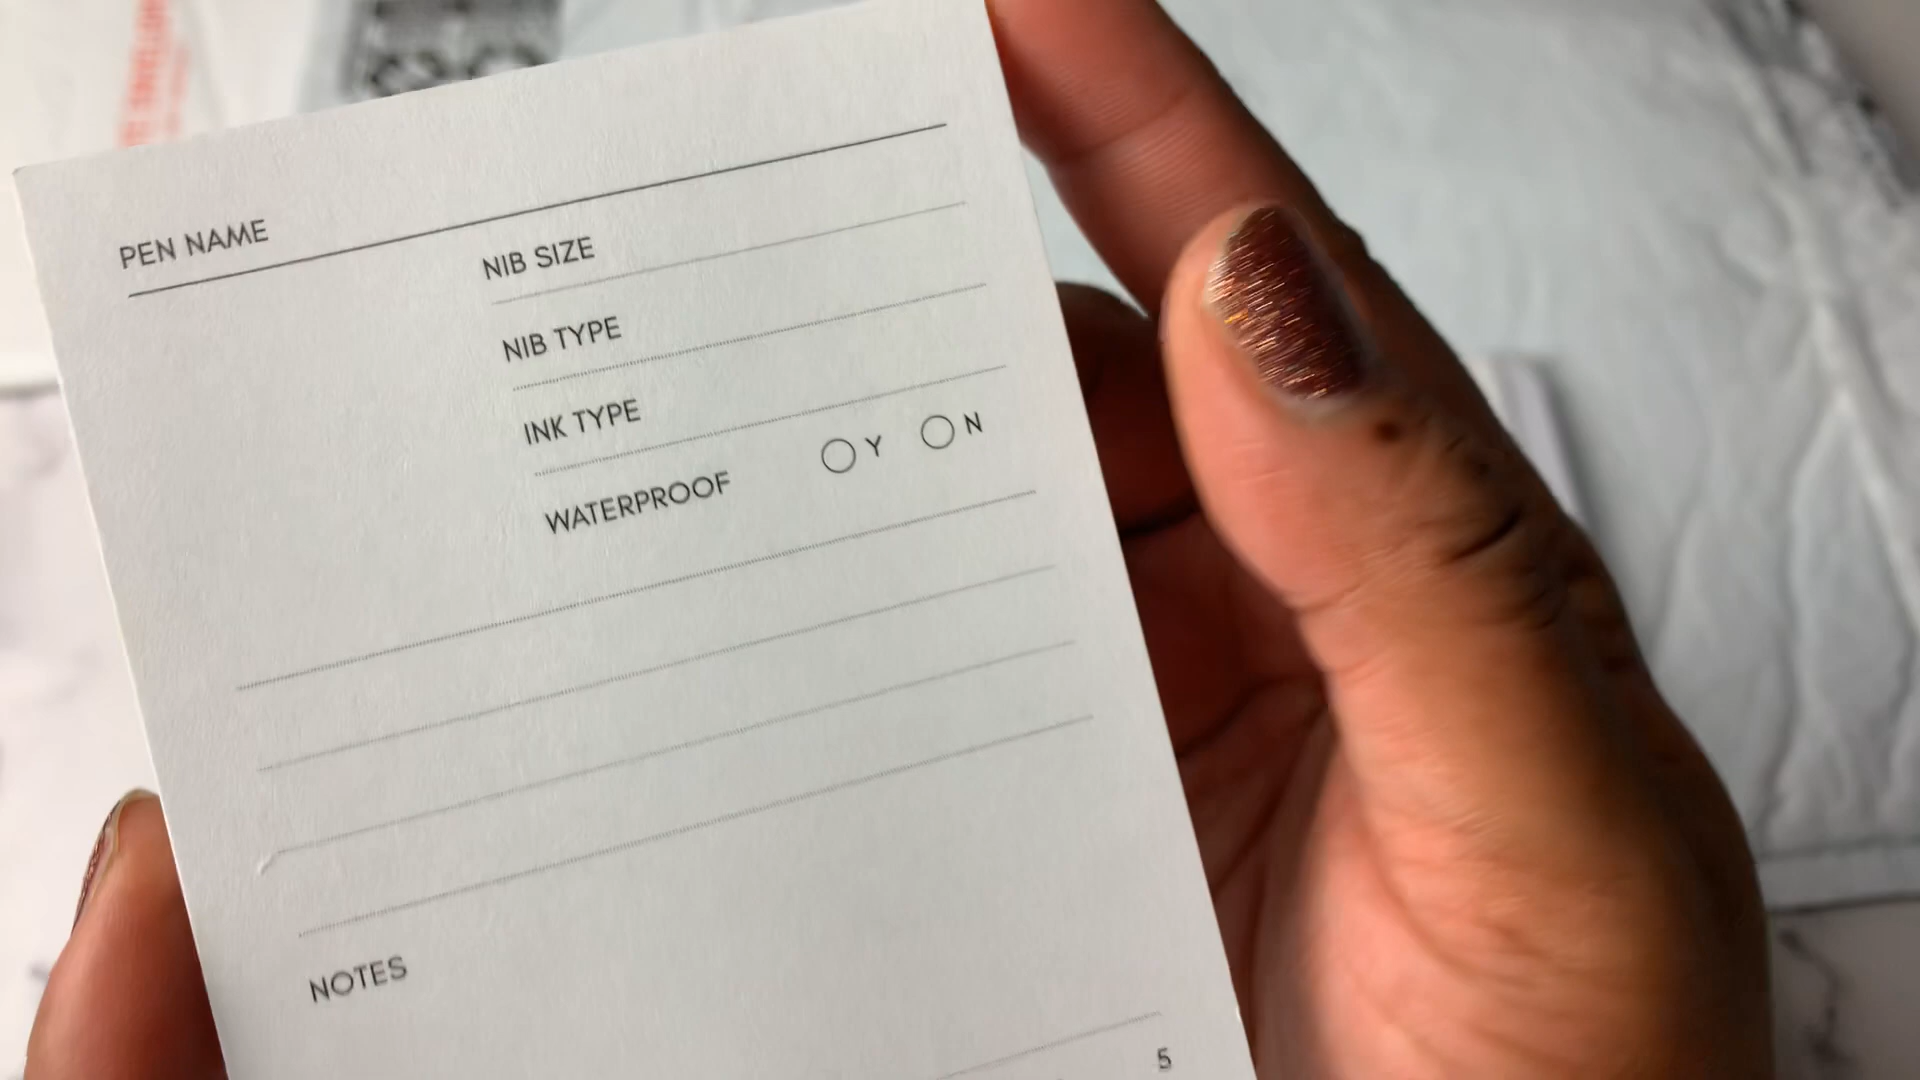 PEN NAME
NIB SIZE
NIB TYPE
INK TYPE
WATERPROOF Y N
NOTES
5